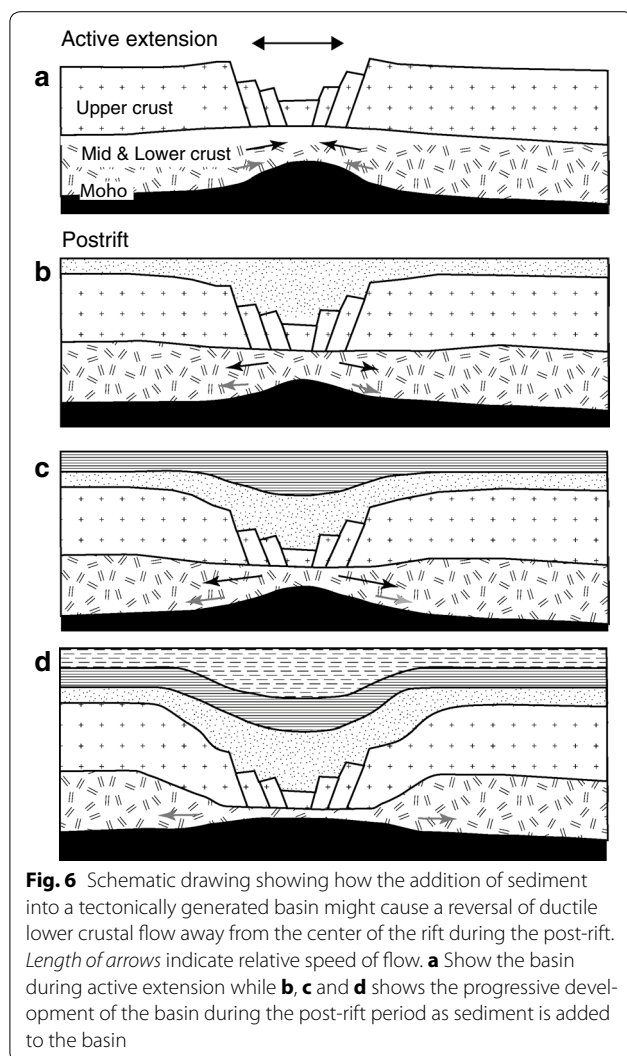 Active extension
a
Upper crust
Mid & Lower crust
Moho
Postrift
b
c
d
Fig. 6 Schematic drawing showing how the addition of sediment
into a tectonically generated basin might cause a reversal of ductile
lower crustal flow away from the center of the rift during the post-rift.
Length of arrows indicate relative speed of flow. a Show the basin
during active extension while b, c and d shows the progressive devel-
opment of the basin during the post-rift period as sediment is added
to the basin